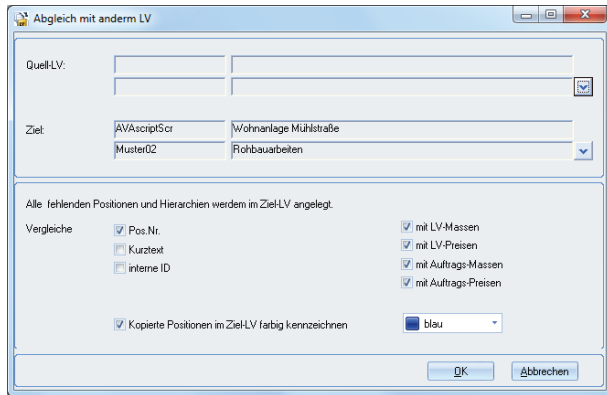 Abgleich mit anderm LV
Quell-LV:
Ziel: AVAscriptScr Wohnanlage Mühlstraße
Muster02 Rohbauarbeiten
Alle fehlenden Positionen und Hierarchien werdem im Ziel-LV angelegt.
Vergleiche Pos.Nr. mit LV-Massen
Kurztext mit LV-Preisen
interne ID mit Auftrags-Massen
mit Auftrags-Preisen
Kopierte Positionen im Ziel-LV farbig kennzeichnen blau
OK Abbrechen